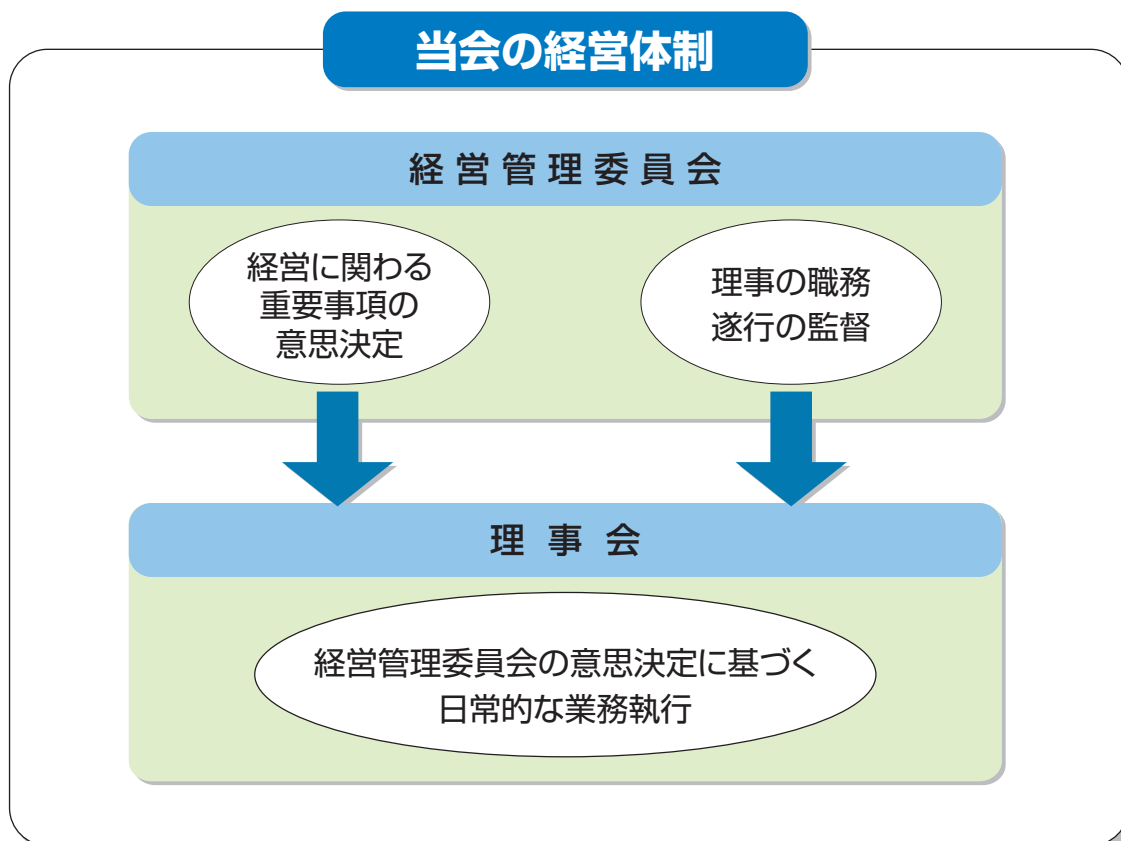 当会の経営体制
経営管理委員会
経営に関わる
重要事項の
意思決定
理事の職務
遂行の監督
理事会
経営管理委員会の意思決定に基づく
日常的な業務執行